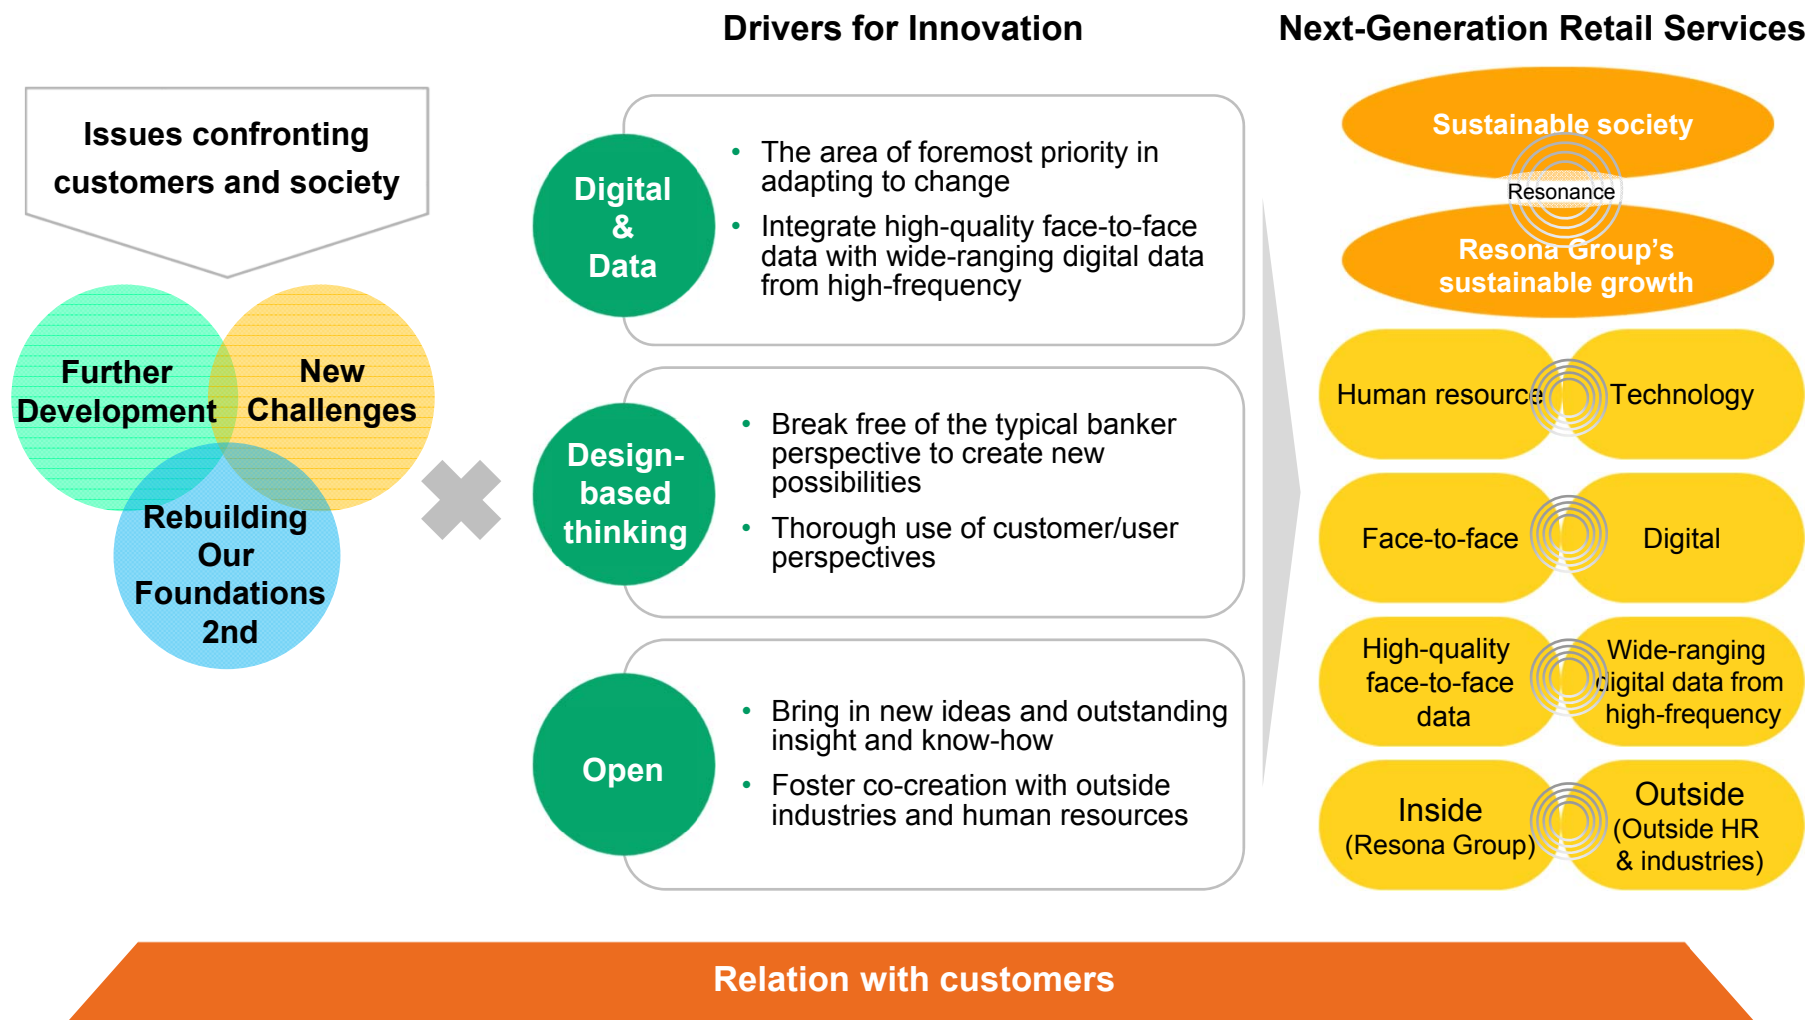 Drivers for Innovation
Next-Generation Retail Services
Issues confronting
customers and society
Further
Development
New
Challenges
Rebuilding
Our
Foundations
2nd
Digital
&
Data
• The area of foremost priority in
adapting to change
• Integrate high-quality face-to-face
data with wide-ranging digital data
from high-frequency
Design-
based
thinking
• Break free of the typical banker
perspective to create new
possibilities
• Thorough use of customer/user
perspectives
Open
• Bring in new ideas and outstanding
insight and know-how
• Foster co-creation with outside
industries and human resources
Sustainable society
Resonance
Resona Group's
sustainable growth
Human resource
Technology
Face-to-face
Digital
High-quality
face-to-face
data
Wide-ranging
digital data from
high-frequency
Inside
(Resona Group)
Outside
(Outside HR
& industries)
Relation with customers